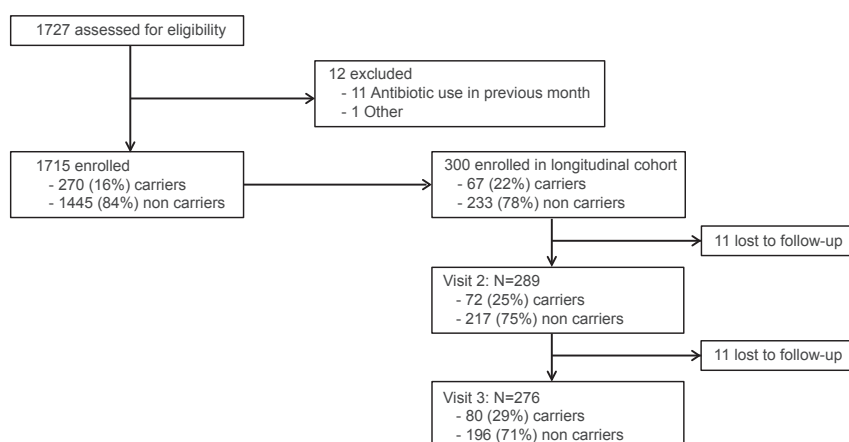 1727 assessed for eligibility
12 excluded
- 11 Antibiotic use in previous month
- 1 Other
1715 enrolled
- 270 (16%) carriers
- 1445 (84%) non carriers
300 enrolled in longitudinal cohort
- 67 (22%) carriers
- 233 (78%) non carriers
11 lost to follow-up
Visit 2: N=289
- 72 (25%) carriers
- 217 (75%) non carriers
11 lost to follow-up
Visit 3: N=276
- 80 (29%) carriers
- 196 (71%) non carriers